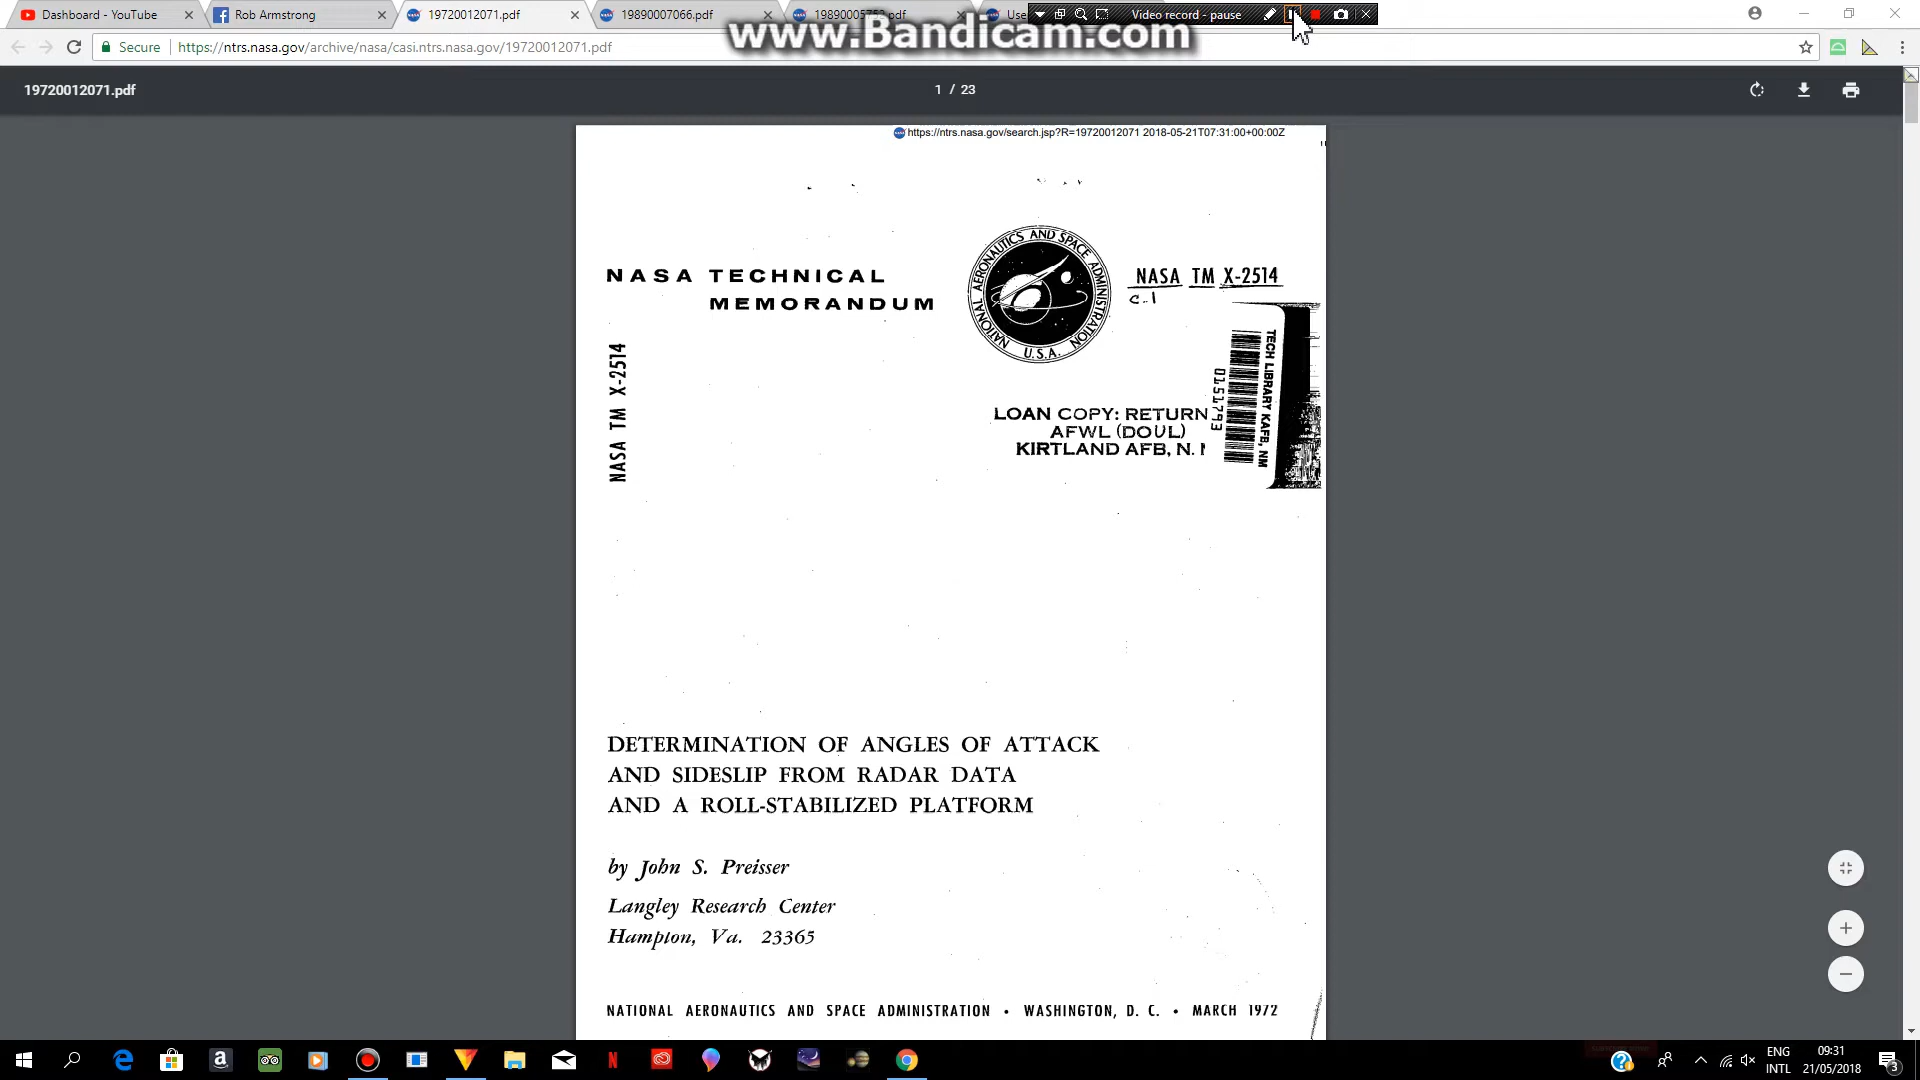 Dashboard - YouTube
Rob Armstrong
19720012071.pdf
19890007066.pdf
Use
Video record - pause
www.Bandicam.com
Secure
https://ntrs.nasa.gov/archive/nasa/casi.ntrs.nasa.gov/19720012071.pdf
19720012071.pdf
1 / 23
https://ntrs.nasa.gov/search.jsp?R=19720012071 2018-05-21T07:31:00+00:00Z
NASA TECHNICAL
MEMORANDUM
NATIONAL AERONAUTICS AND SPACE ADMINISTRATION
U.S.A.
NASA TM X-2514
C.1
NASA TM X-2514
TECH LIBRARY KAFB, NM
0151793
LOAN COPY: RETURN
AFWL (DOUL)
KIRTLAND AFB, N.
DETERMINATION OF ANGLES OF ATTACK
AND SIDESLIP FROM RADAR DATA
AND A ROLL-STABILIZED PLATFORM
by John S. Preisser
Langley Research Center
Hampton, Va. 23365
NATIONAL AERONAUTICS AND SPACE ADMINISTRATION • WASHINGTON, D. C. • MARCH 1972
ENG
INTL
09:31
21/05/2018
3